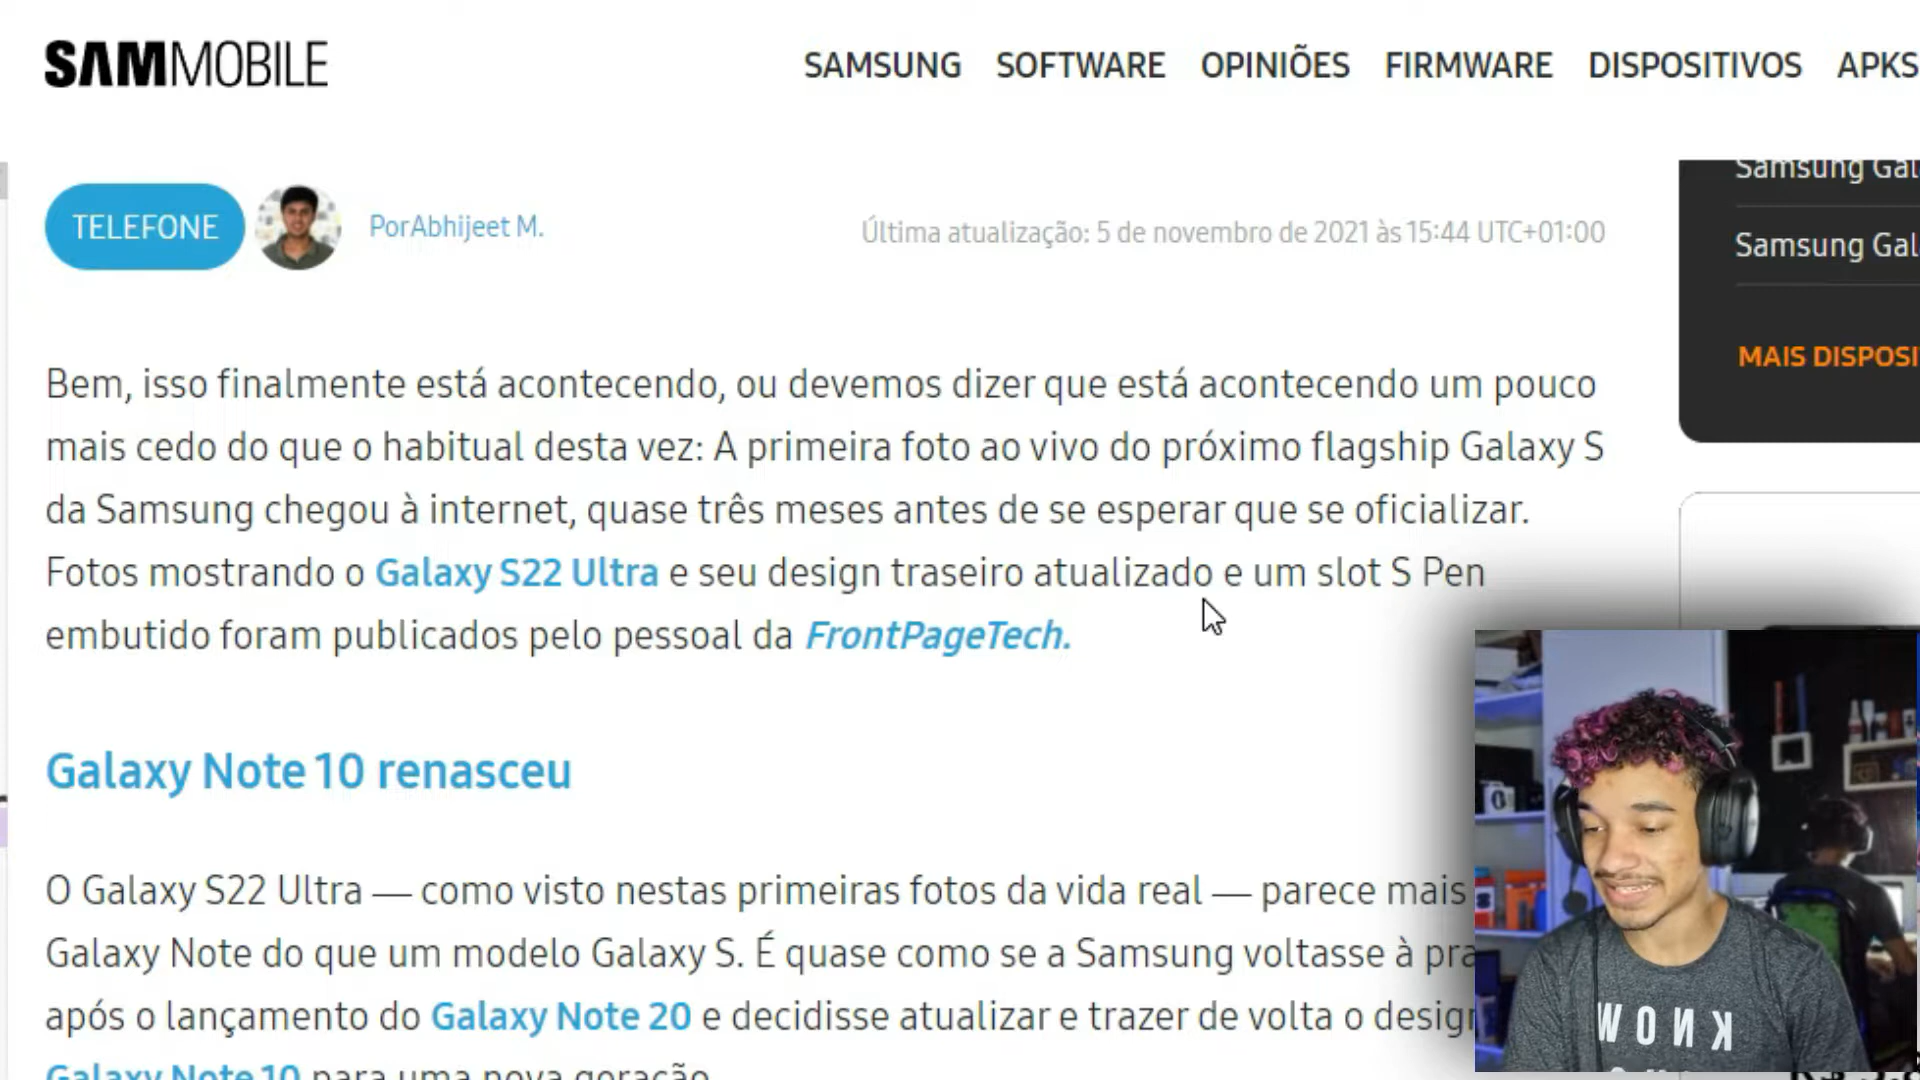 SAMMOBILE
SAMSUNG SOFTWARE OPINIÕES FIRMWARE DISPOSITIVOS APKS
TELEFONE
PorAbhijeet M.
Última atualização: 5 de novembro de 2021 às 15:44 UTC+01:00
Samsung Gal
Samsung Gal
MAIS DISPOSI
Bem, isso finalmente está acontecendo, ou devemos dizer que está acontecendo um pouco
mais cedo do que o habitual desta vez: A primeira foto ao vivo do próximo flagship Galaxy S
da Samsung chegou à internet, quase três meses antes de se esperar que se oficializar.
Fotos mostrando o Galaxy S22 Ultra e seu design traseiro atualizado e um slot S Pen
embutido foram publicados pelo pessoal da FrontPageTech.
Galaxy Note 10 renasceu
O Galaxy S22 Ultra — como visto nestas primeiras fotos da vida real — parece mais
Galaxy Note do que um modelo Galaxy S. É quase como se a Samsung voltasse à pra
após o lançamento do Galaxy Note 20 e decidisse atualizar e trazer de volta o design
Galaxy Note 10 para uma nova geração
KNOW